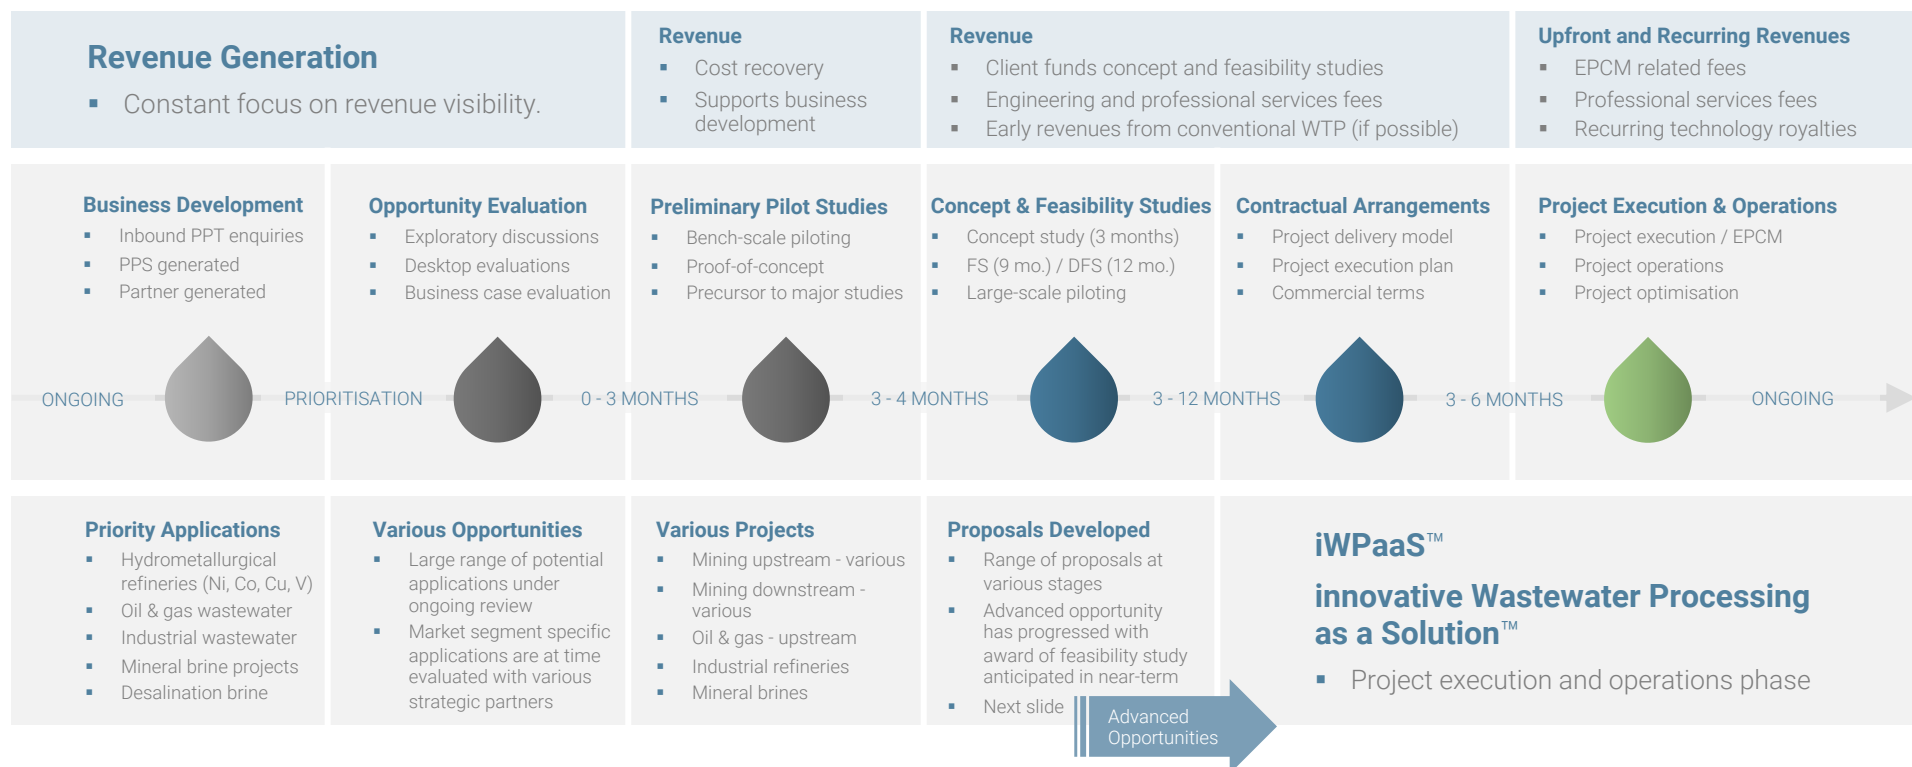 Revenue Generation
▪ Constant focus on revenue visibility.
Revenue
▪ Cost recovery
▪ Supports business
development
Revenue
▪ Client funds concept and feasibility studies
▪ Engineering and professional services fees
▪ Early revenues from conventional WTP (if possible)
Upfront and Recurring Revenues
▪ EPCM related fees
▪ Professional services fees
▪ Recurring technology royalties
Business Development
▪ Inbound PPT enquiries
▪ PPS generated
▪ Partner generated
Opportunity Evaluation
▪ Exploratory discussions
▪ Desktop evaluations
▪ Business case evaluation
Preliminary Pilot Studies
▪ Bench-scale piloting
▪ Proof-of-concept
▪ Precursor to major studies
Concept & Feasibility Studies
▪ Concept study (3 months)
▪ FS (9 mo.) / DFS (12 mo.)
▪ Large-scale piloting
Contractual Arrangements
▪ Project delivery model
▪ Project execution plan
▪ Commercial terms
Project Execution & Operations
▪ Project execution / EPCM
▪ Project operations
▪ Project optimisation
ONGOING
PRIORITISATION
0 - 3 MONTHS
3 - 4 MONTHS
3 - 12 MONTHS
3 - 6 MONTHS
ONGOING
Priority Applications
▪ Hydrometallurgical
refineries (Ni, Co, Cu, V)
▪ Oil & gas wastewater
▪ Industrial wastewater
▪ Mineral brine projects
▪ Desalination brine
Various Opportunities
▪ Large range of potential
applications under
ongoing review
▪ Market segment specific
applications are at time
evaluated with various
strategic partners
Various Projects
▪ Mining upstream - various
▪ Mining downstream -
various
▪ Oil & gas - upstream
▪ Industrial refineries
▪ Mineral brines
Proposals Developed
▪ Range of proposals at
various stages
▪ Advanced opportunity
has progressed with
award of feasibility study
anticipated in near-term
▪ Next slide
Advanced
Opportunities
iWPaaS™
innovative Wastewater Processing
as a Solution™
▪ Project execution and operations phase